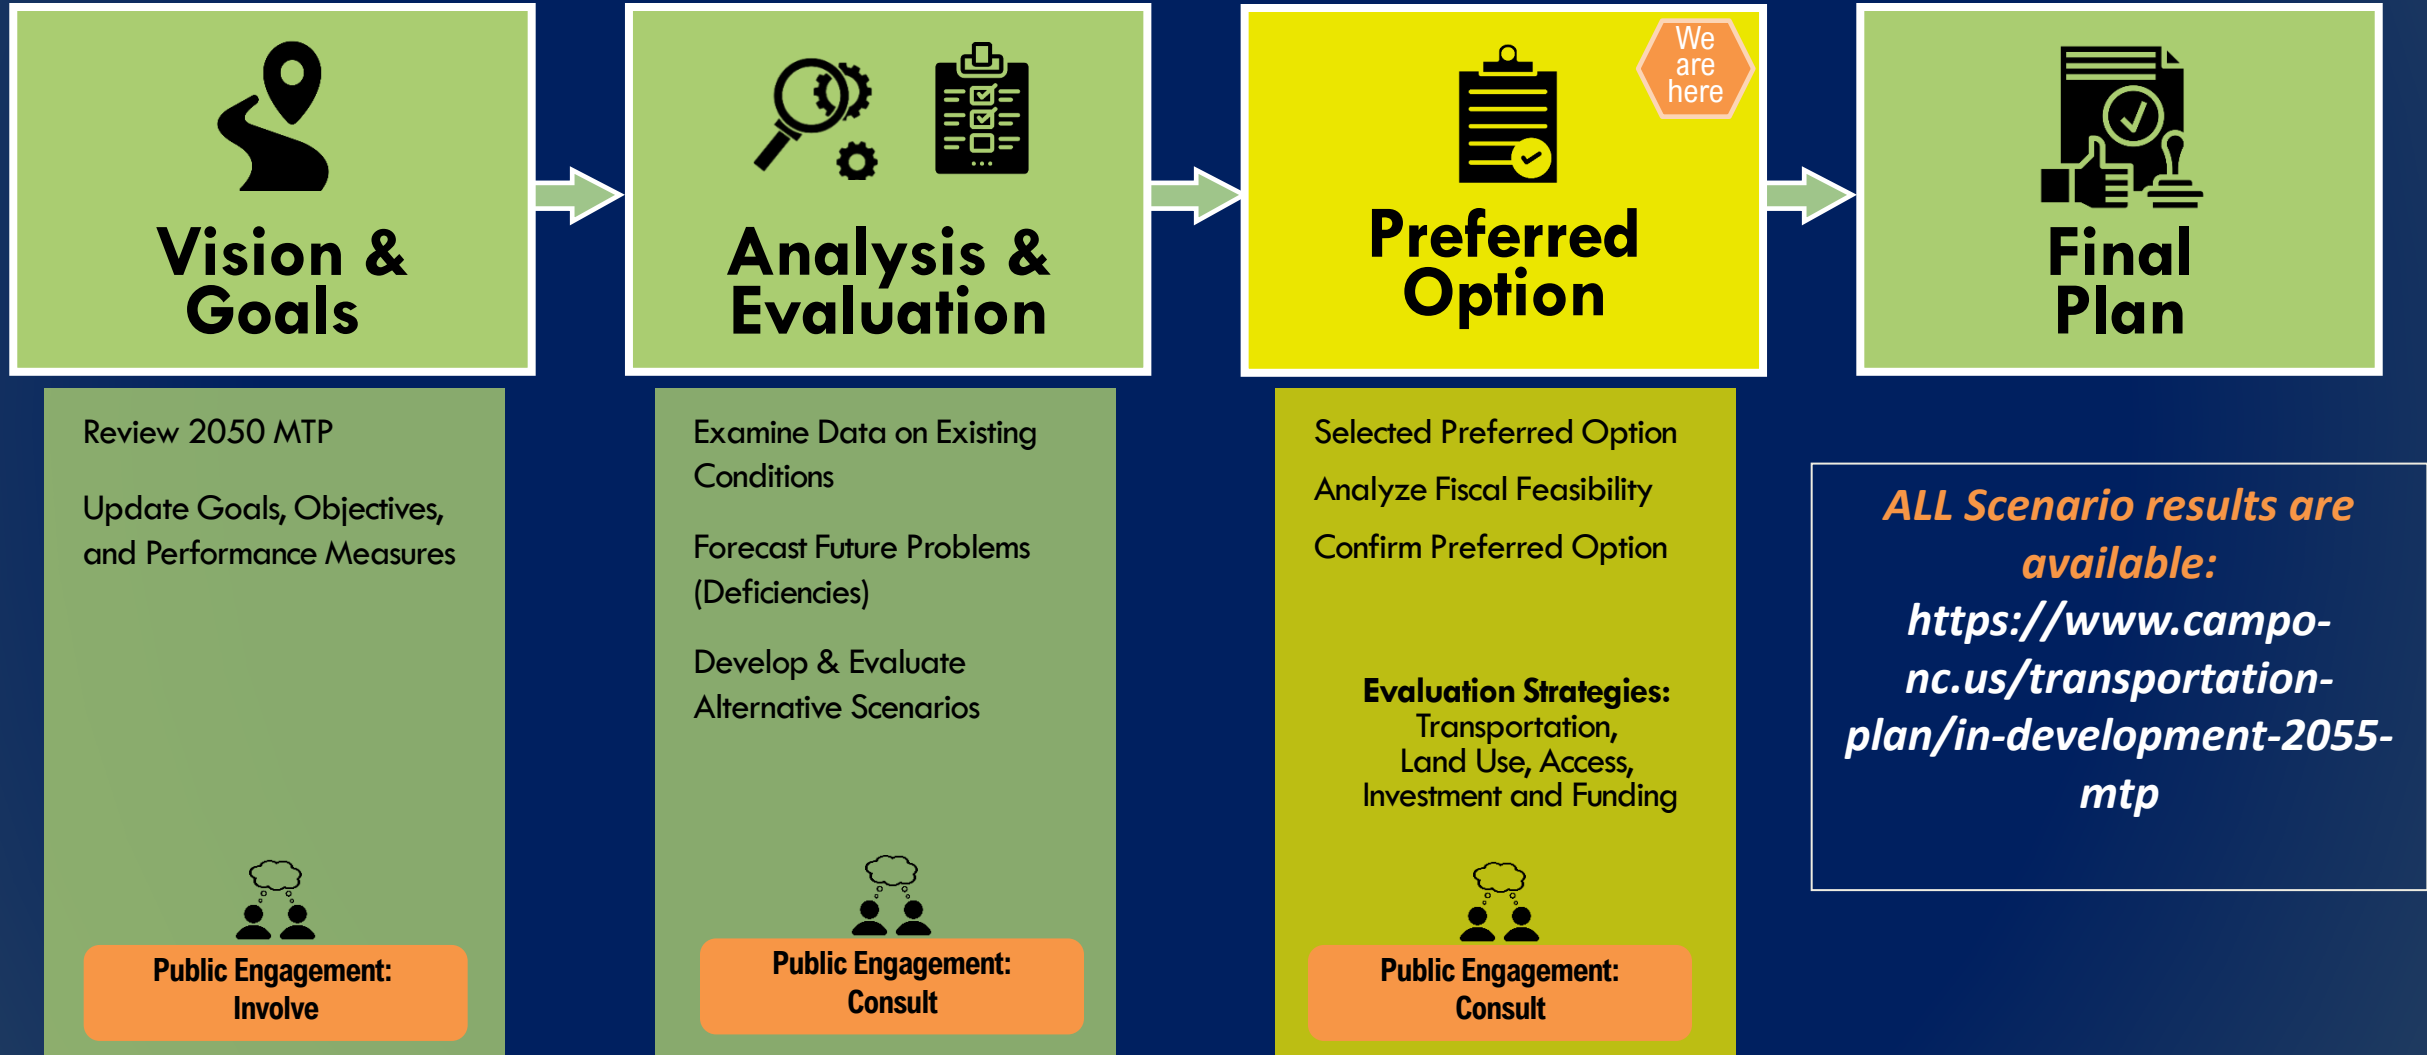 Vision &
Goals
Review 2050 MTP
Update Goals, Objectives,
and Performance Measures
Public Engagement:
Involve
Analysis &
Evaluation
Examine Data on Existing
Conditions
Forecast Future Problems
(Deficiencies)
Develop & Evaluate
Alternative Scenarios
Public Engagement:
Consult
We
are
here
Preferred
Option
Selected Preferred Option
Analyze Fiscal Feasibility
Confirm Preferred Option
Evaluation Strategies:
Transportation,
Land Use, Access,
Investment and Funding
Public Engagement:
Consult
Final
Plan
ALL Scenario results are
available:
https://www.campo-
nc.us/transportation-
plan/in-development-2055-
mtp